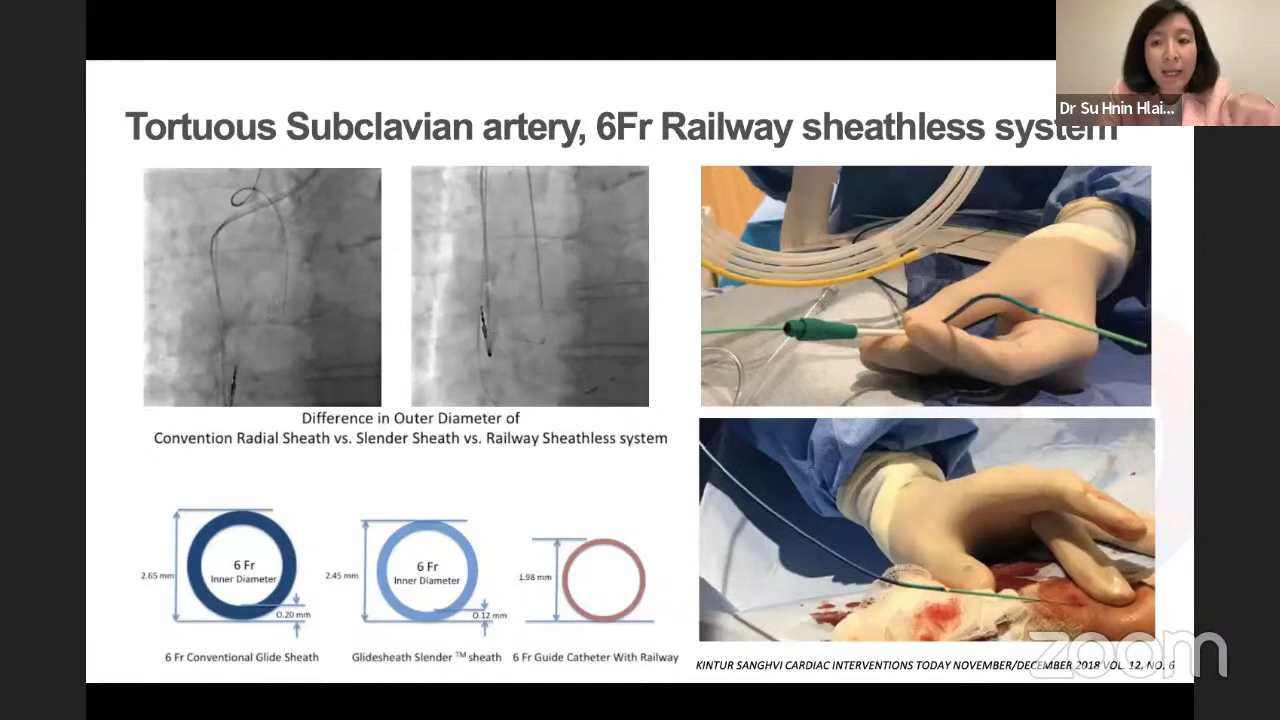 Dr Su Hnin Hlai...
Tortuous Subclavian artery, 6Fr Railway sheathless system
Difference in Outer Diameter of
Convention Radial Sheath vs. Slender Sheath vs. Railway Sheathless system
6 Fr
Inner Diameter
2.65 mm
0.20 mm
6 Fr
Inner Diameter
2.45 mm
0.12 mm
1.98 mm
6 Fr Conventional Glide Sheath
Glidesheath Slender TM sheath
6 Fr Guide Catheter With Railway
KINTUR SANGHVI CARDIAC INTERVENTIONS TODAY NOVEMBER/DECEMBER 2018 VOL. 12, NO. 6
zoom